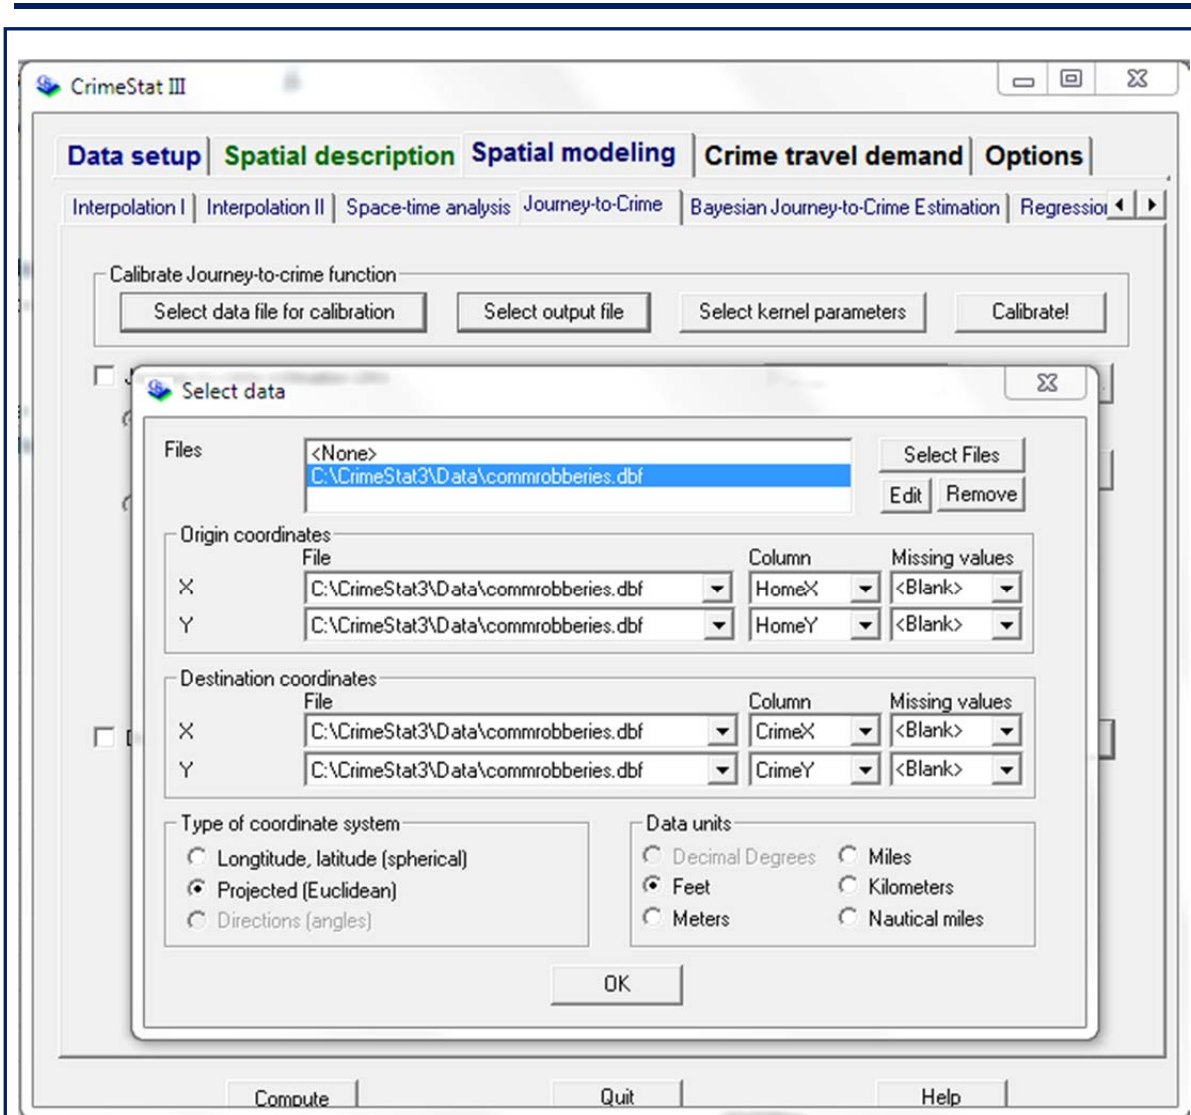 CrimeStat III
Data setup Spatial description Spatial modeling Crime travel demand Options
Interpolation I Interpolation II Space-time analysis Journey-to-Crime Bayesian Journey-to-Crime Estimation Regression
Calibrate Journey-to-crime function
Select data file for calibration Select output file Select kernel parameters Calibrate!
Select data
Files
<None>
C:\CrimeStat3\Data\commrobberies.dbf
Select Files
Edit Remove
Origin coordinates
File Column Missing values
X C:\CrimeStat3\Data\commrobberies.dbf HomeX <Blank>
Y C:\CrimeStat3\Data\commrobberies.dbf HomeY <Blank>
Destination coordinates
File Column Missing values
X C:\CrimeStat3\Data\commrobberies.dbf CrimeX <Blank>
Y C:\CrimeStat3\Data\commrobberies.dbf CrimeY <Blank>
Type of coordinate system
Longtitude, latitude (spherical)
Projected (Euclidean)
Directions (angles)
Data units
Decimal Degrees Miles
Feet Kilometers
Meters Nautical miles
OK
Compute Quit Help